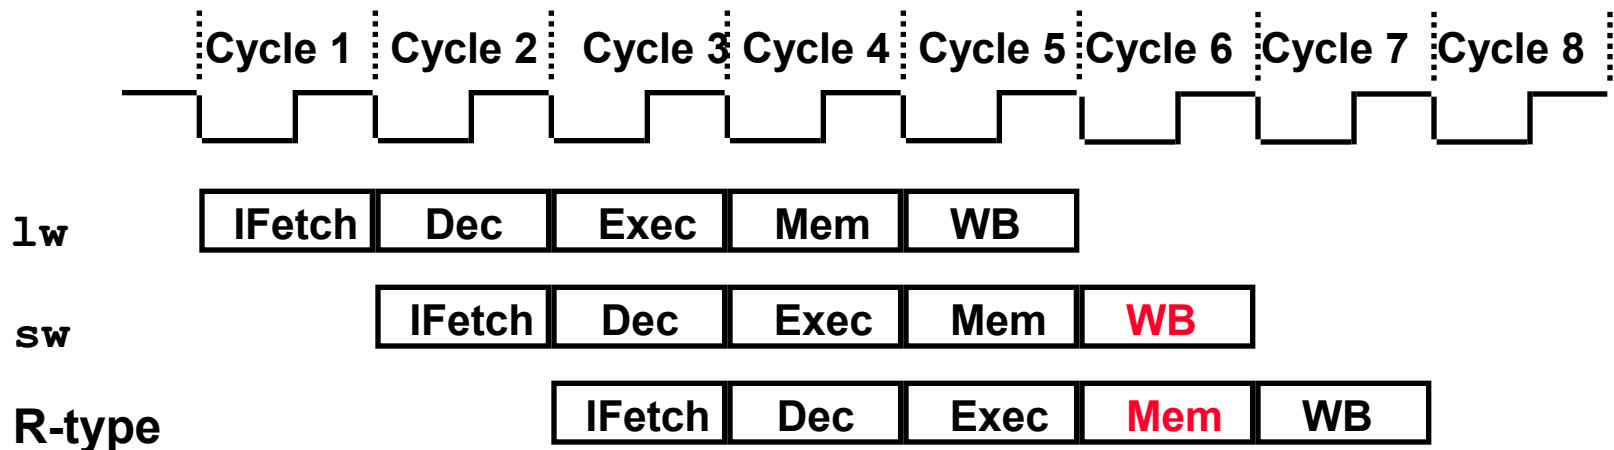 Cycle 1 Cycle 2 Cycle 3 Cycle 4 Cycle 5 Cycle 6 Cycle 7 Cycle 8
lw IFetch Dec Exec Mem WB
sw IFetch Dec Exec Mem WB
R-type IFetch Dec Exec Mem WB